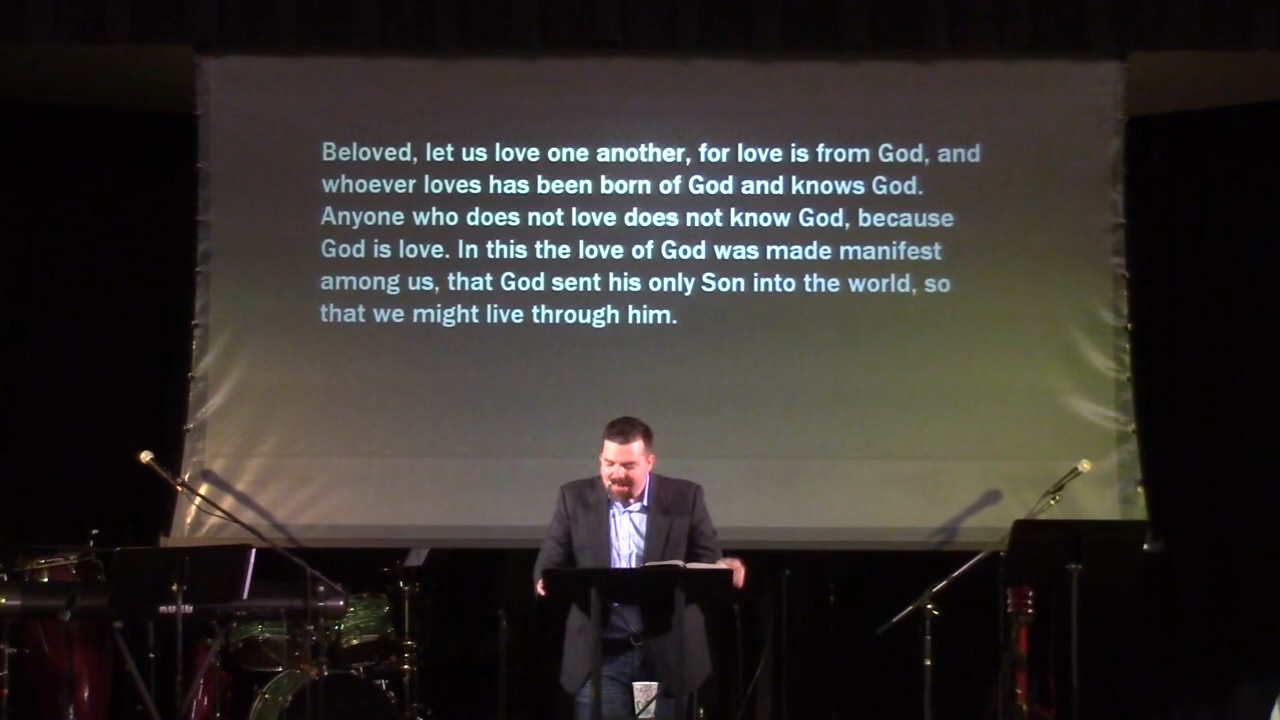 Beloved, let us love one another, for love is from God, and
whoever loves has been born of God and knows God.
Anyone who does not love does not know God, because
God is love. In this the love of God was made manifest
among us, that God sent his only Son into the world, so
that we might live through him.
KORG